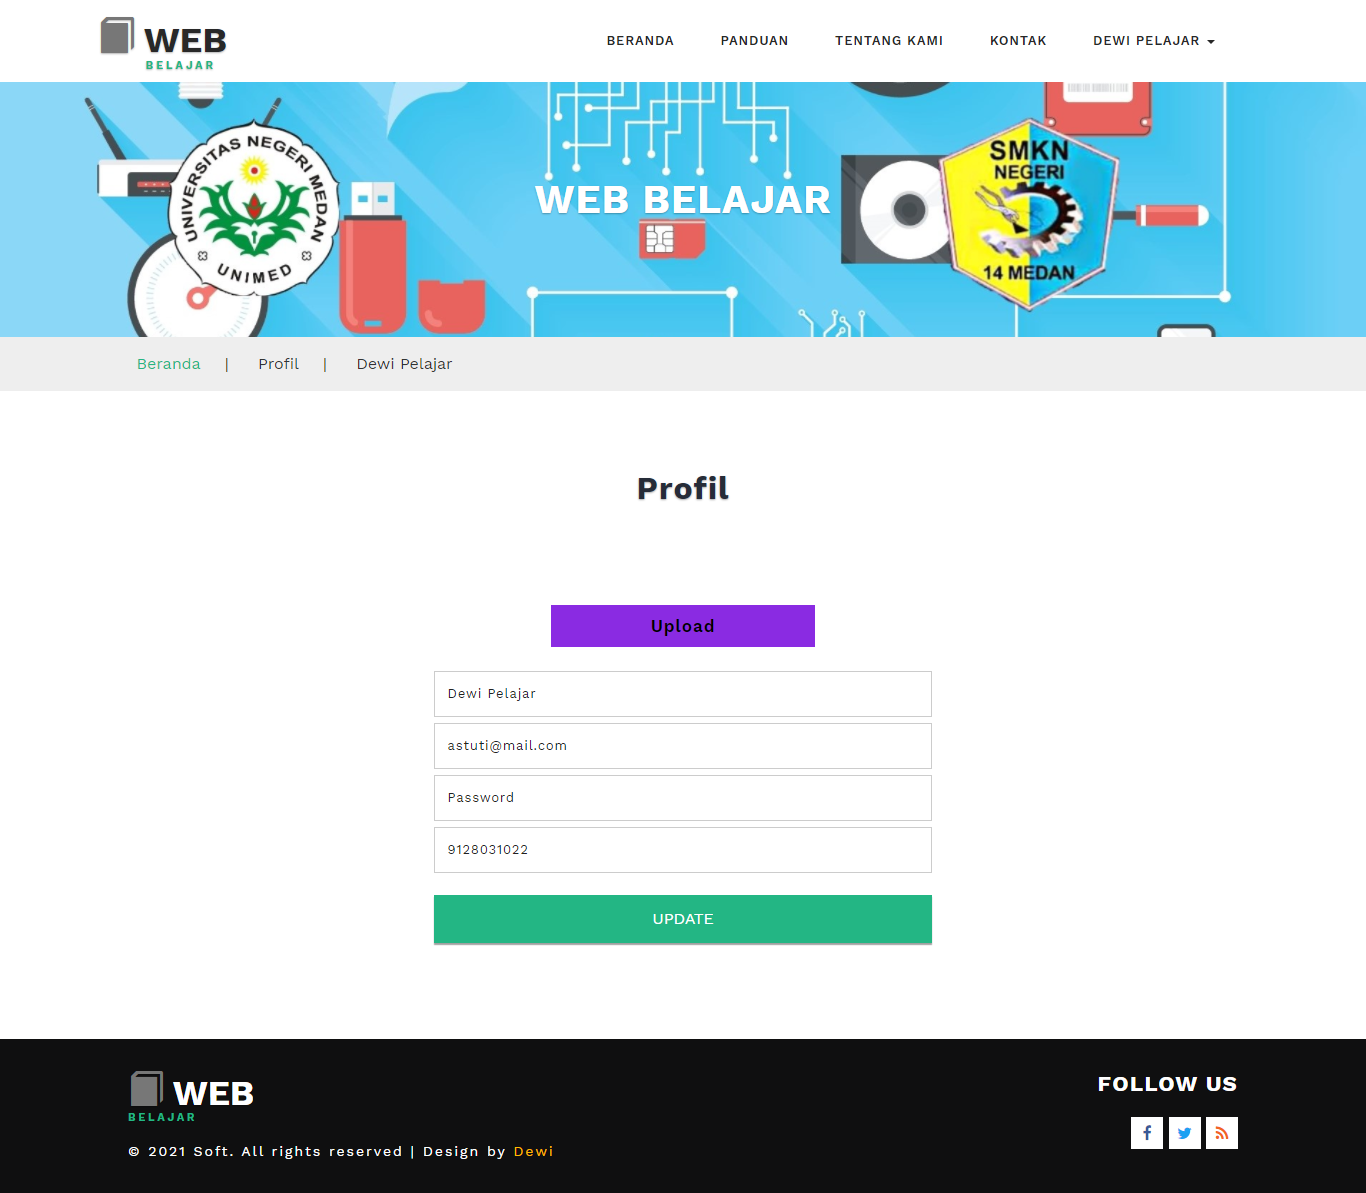 WEB
BELAJAR
BERANDA
PANDUAN
TENTANG KAMI
KONTAK
DEWI PELAJAR
UNIVERSITAS NEGERI MEDAN
UNIMED
WEB BELAJAR
SMKN
NEGERI
14 MEDAN
Beranda | Profil | Dewi Pelajar
Profil
Upload
Dewi Pelajar
astuti@mail.com
Password
9128031022
UPDATE
WEB
BELAJAR
© 2021 Soft. All rights reserved | Design by Dewi
FOLLOW US